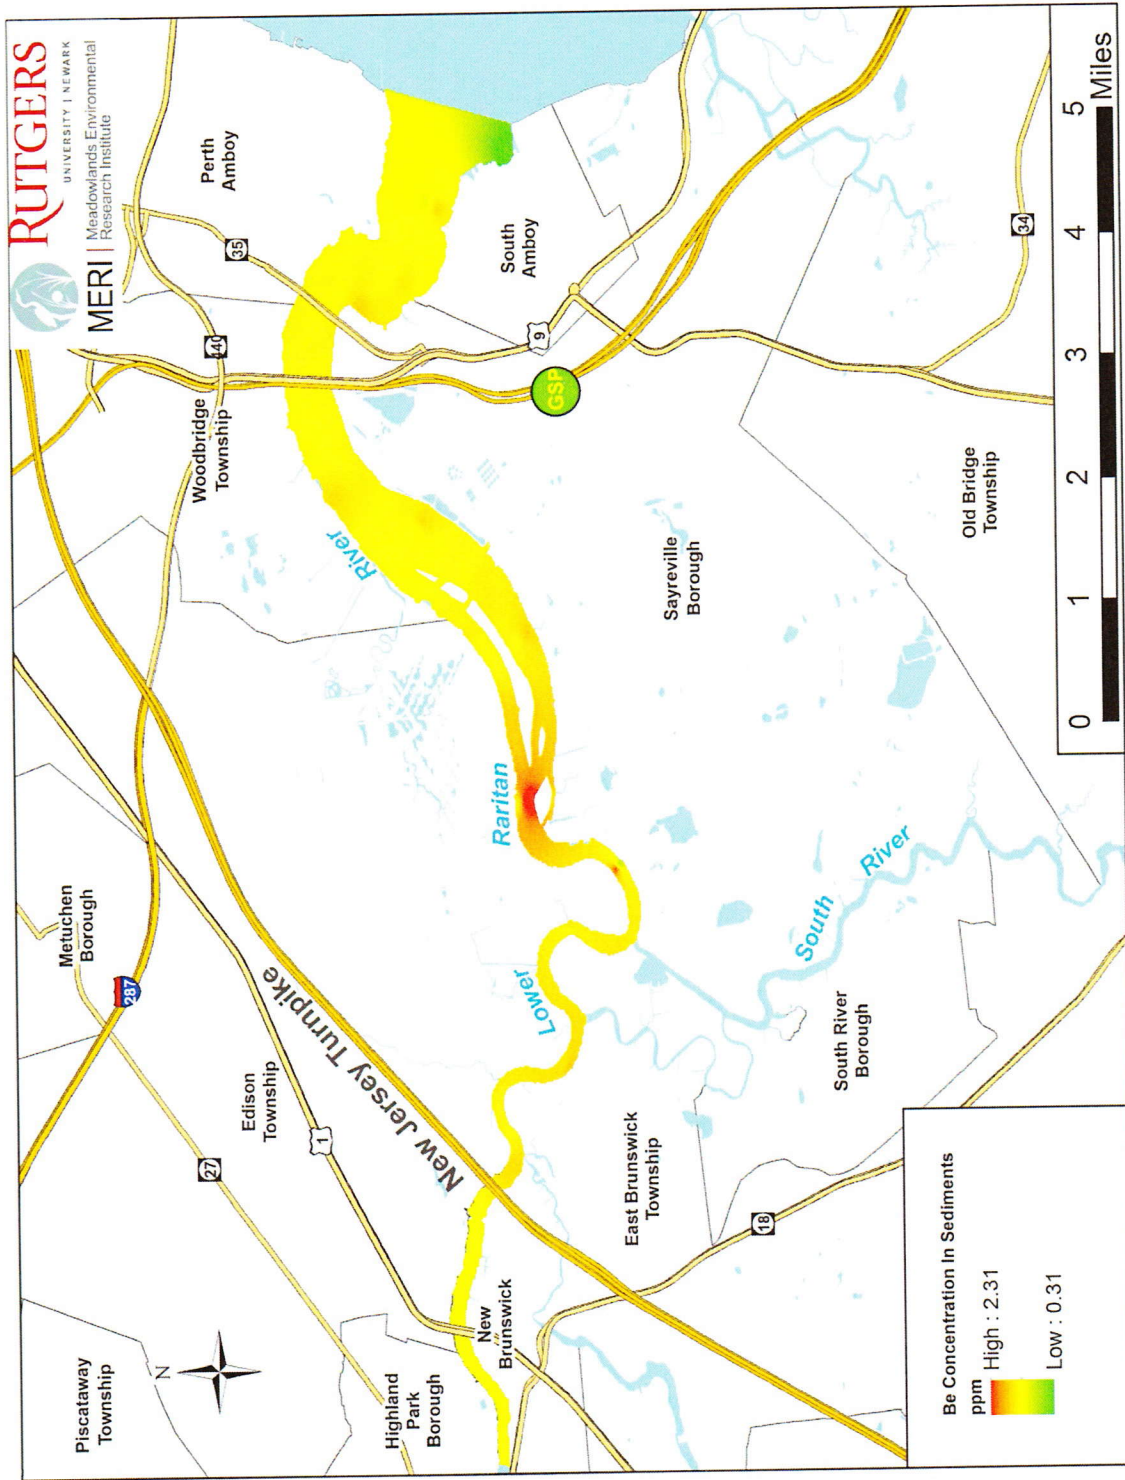 RUTGERS
UNIVERSITY | NEWARK
MERI | Meadowlands Environmental
Research Institute
Piscataway
Township
N
Metuchen
Borough
287
27
Edison
Township
1
New Jersey Turnpike
Highland
Park
Borough
New
Brunswick
Woodbridge
Township
440
35
Perth
Amboy
River
Raritan
Lower
South
Amboy
9
GSP
Sayreville
Borough
East Brunswick
Township
18
South River
Borough
South
River
Old Bridge
Township
34
Be Concentration In Sediments
ppm
High : 2.31
Low : 0.31
0 1 2 3 4 5
Miles